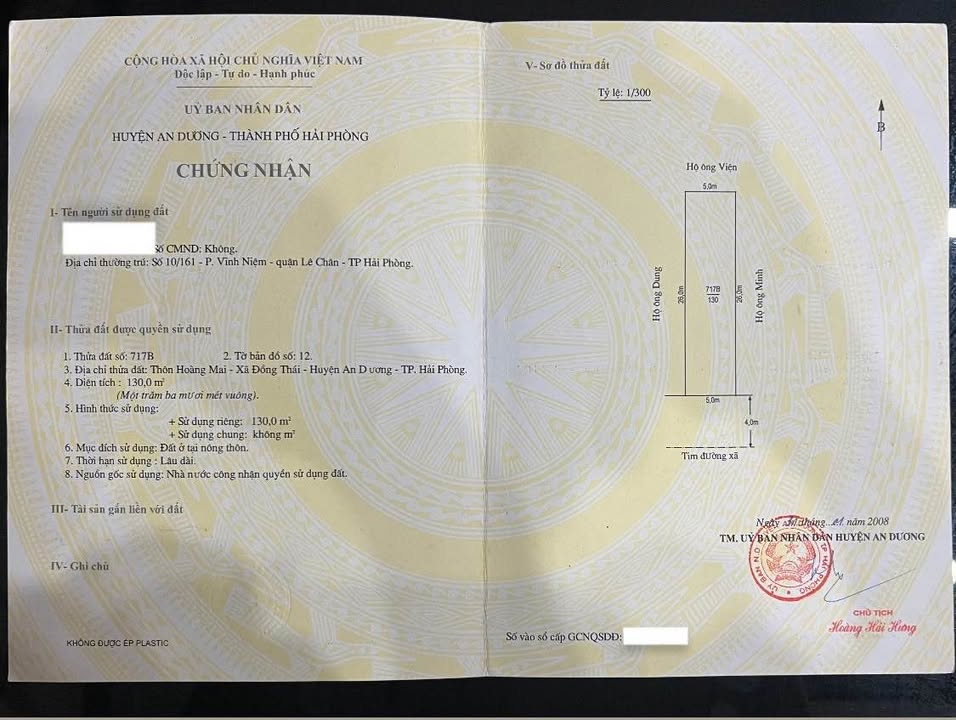 CỘNG HÒA XÃ HỘI CHỦ NGHĨA VIỆT NAM
Độc lập - Tự do - Hạnh phúc
UỶ BAN NHÂN DÂN
HUYỆN AN DƯƠNG - THÀNH PHỐ HẢI PHÒNG
CHỨNG NHẬN
I- Tên người sử dụng đất
Số CMND: Không.
Địa chỉ thường trú: Số 10/161 - P. Vĩnh Niệm - quận Lê Chân - TP Hải Phòng.
II- Thửa đất được quyền sử dụng
1. Thửa đất số: 717B 2. Tờ bản đồ số: 12.
3. Địa chỉ thửa đất: Thôn Hoàng Mai - Xã Đồng Thái - Huyện An Dương - TP. Hải Phòng.
4. Diện tích : 130,0 m²
(Một trăm ba mươi mét vuông).
5. Hình thức sử dụng:
+ Sử dụng riêng: 130,0 m²
+ Sử dụng chung: không m²
6. Mục đích sử dụng: Đất ở tại nông thôn.
7. Thời hạn sử dụng : Lâu dài.
8. Nguồn gốc sử dụng: Nhà nước công nhận quyền sử dụng đất.
III- Tài sản gắn liền với đất
IV- Ghi chú
KHÔNG ĐƯỢC ÉP PLASTIC
V- Sơ đồ thửa đất
Tỷ lệ: 1/300
B
Hộ ông Viện
5,0m
Hộ ông Dung
26,0m
717B
130
26,0m
Hộ ông Minh
5,0m
4,0m
Tim đường xã
Ngày tháng 11 năm 2008
TM. UỶ BAN NHÂN DÂN HUYỆN AN DƯƠNG
CHỦ TỊCH
Hoàng Hải Hưng
Số vào sổ cấp GCNQSDĐ: